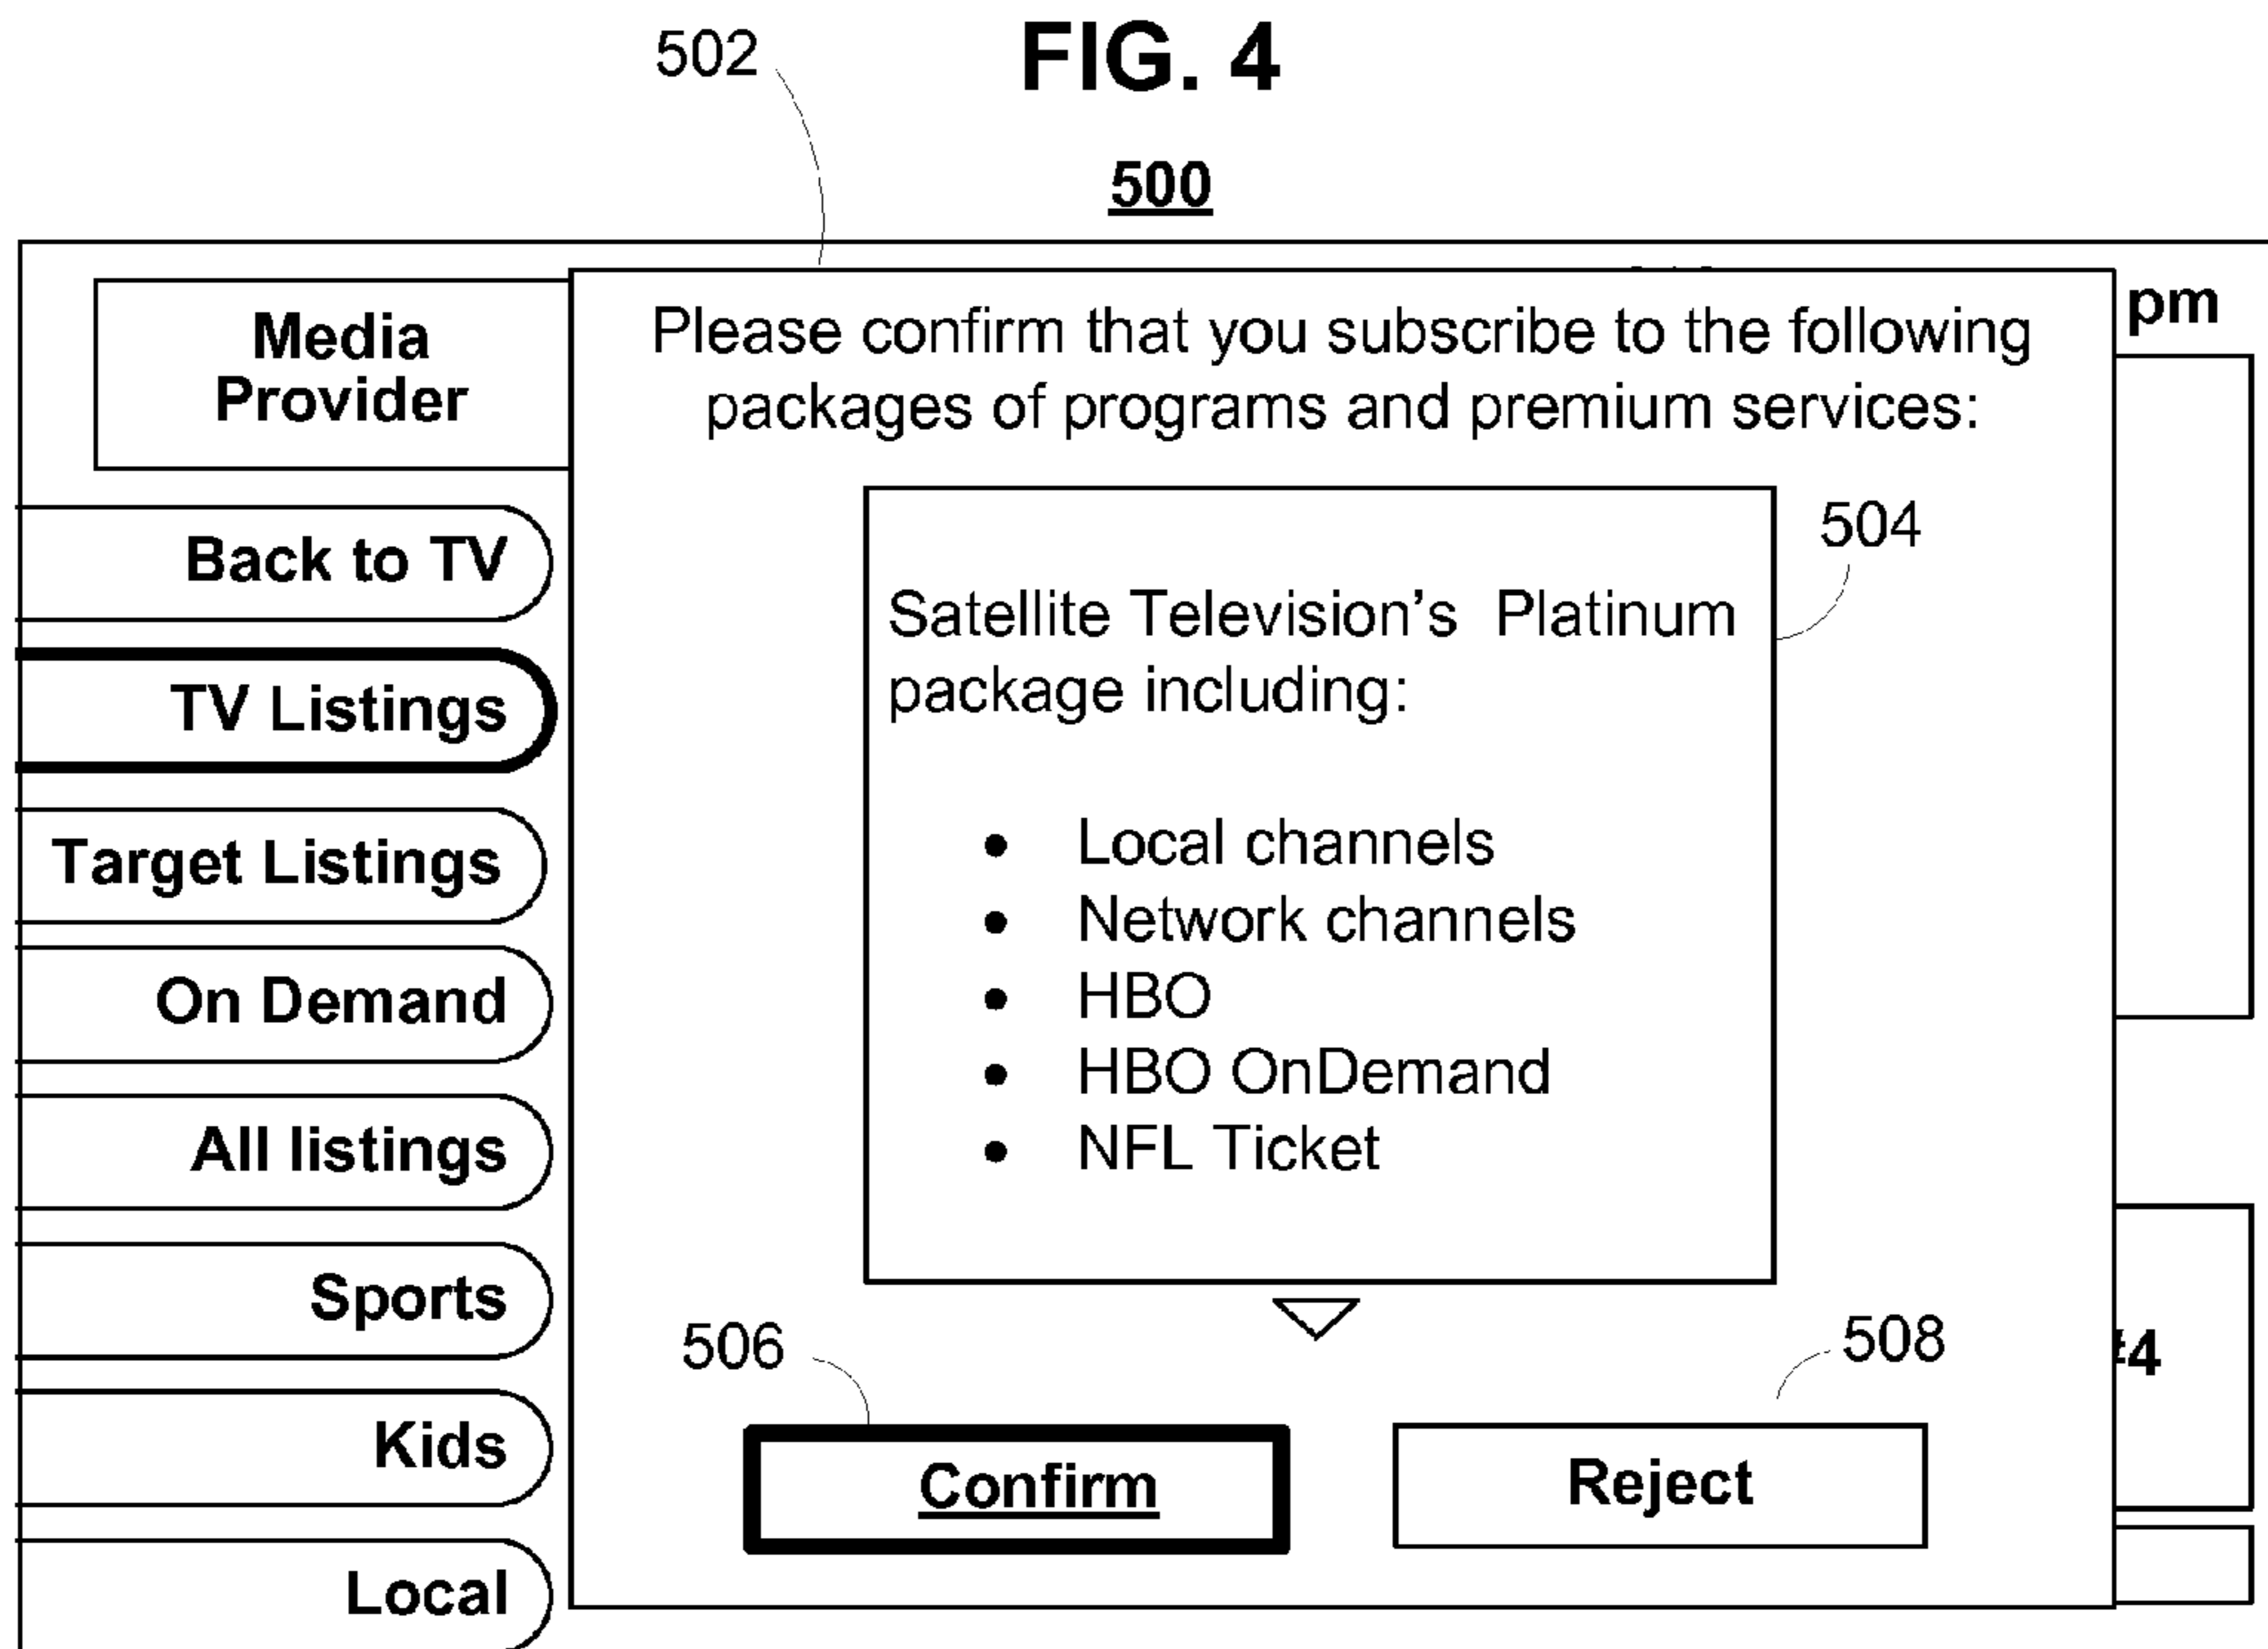 FIG. 4
502
500
Media
Provider
Please confirm that you subscribe to the following
packages of programs and premium services:
pm
504
Satellite Television’s Platinum
package including:
• Local channels
• Network channels
• HBO
• HBO OnDemand
• NFL Ticket
Back to TV
TV Listings
Target Listings
On Demand
All listings
Sports
Kids
Local
506
508
Confirm
Reject
4